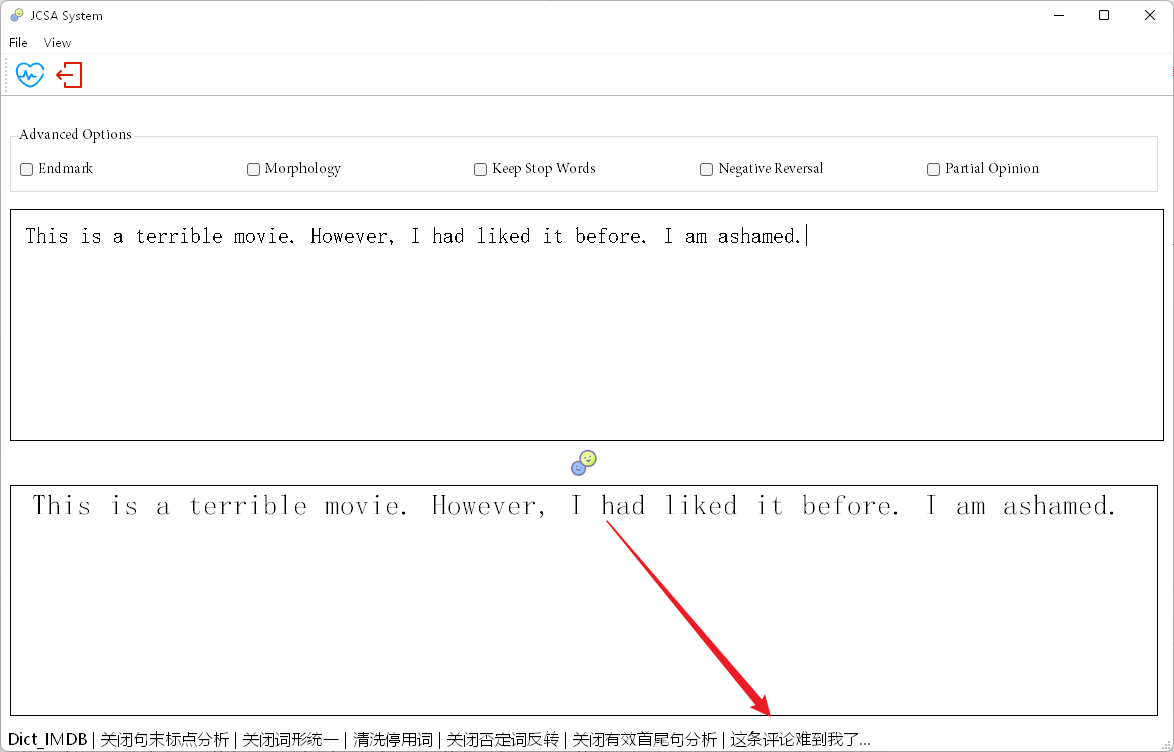 JCSA System
File View
Advanced Options
Endmark Morphology Keep Stop Words Negative Reversal Partial Opinion
This is a terrible movie. However, I had liked it before. I am ashamed.
This is a terrible movie. However, I had liked it before. I am ashamed.
Dict_IMDB | 关闭句末标点分析 | 关闭词形统一 | 清洗停用词 | 关闭否定词反转 | 关闭有效首尾句分析 | 这条评论难到我了...